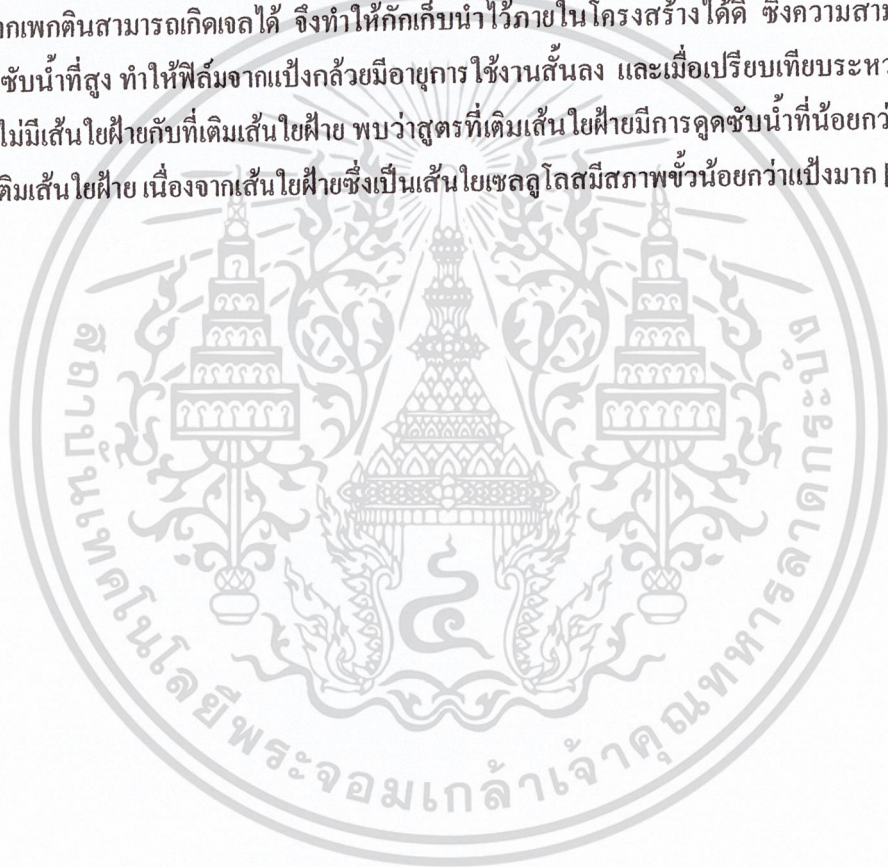 ากเพกตินสามารถเกิดเจลได้ จึงทำให้กักเก็บน้ำไว้ภายในโครงสร้างได้ดี ซึ่งความสาม
ซับน้ำที่สูง ทำให้ฟิล์มจากแป้งกล้วยมีอายุการใช้งานสั้นลง และเมื่อเปรียบเทียบระหว
ไม่มีเส้นใยฝ้ายกับที่เติมเส้นใยฝ้าย พบว่าสูตรที่เติมเส้นใยฝ้ายมีการดูดซับน้ำที่น้อยกว
ติมเส้นใยฝ้าย เนื่องจากเส้นใยฝ้ายซึ่งเป็นเส้นใยเซลลูโลสมีสภาพขั้วน้อยกว่าแป้งมาก
สถาบันเทคโนโลยีพระจอมเกล้าเจ้าคุณทหารลาดกระบัง
๔